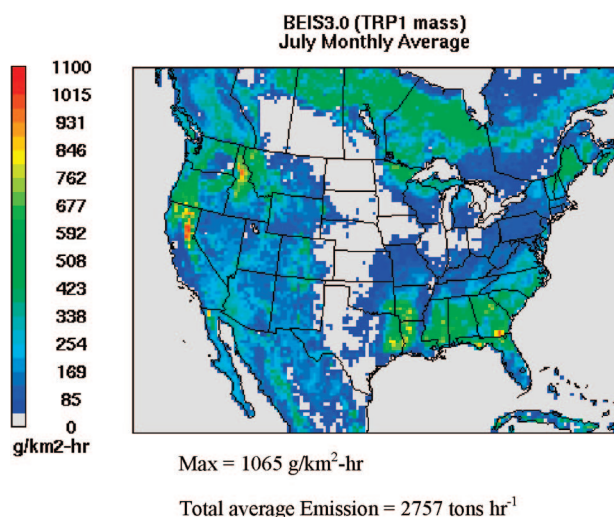 BEIS3.0 (TRP1 mass)
July Monthly Average
1100
1015
931
846
762
677
592
508
423
338
254
169
85
0
g/km2-hr
Max = 1065 g/km²-hr
Total average Emission = 2757 tons hr⁻¹